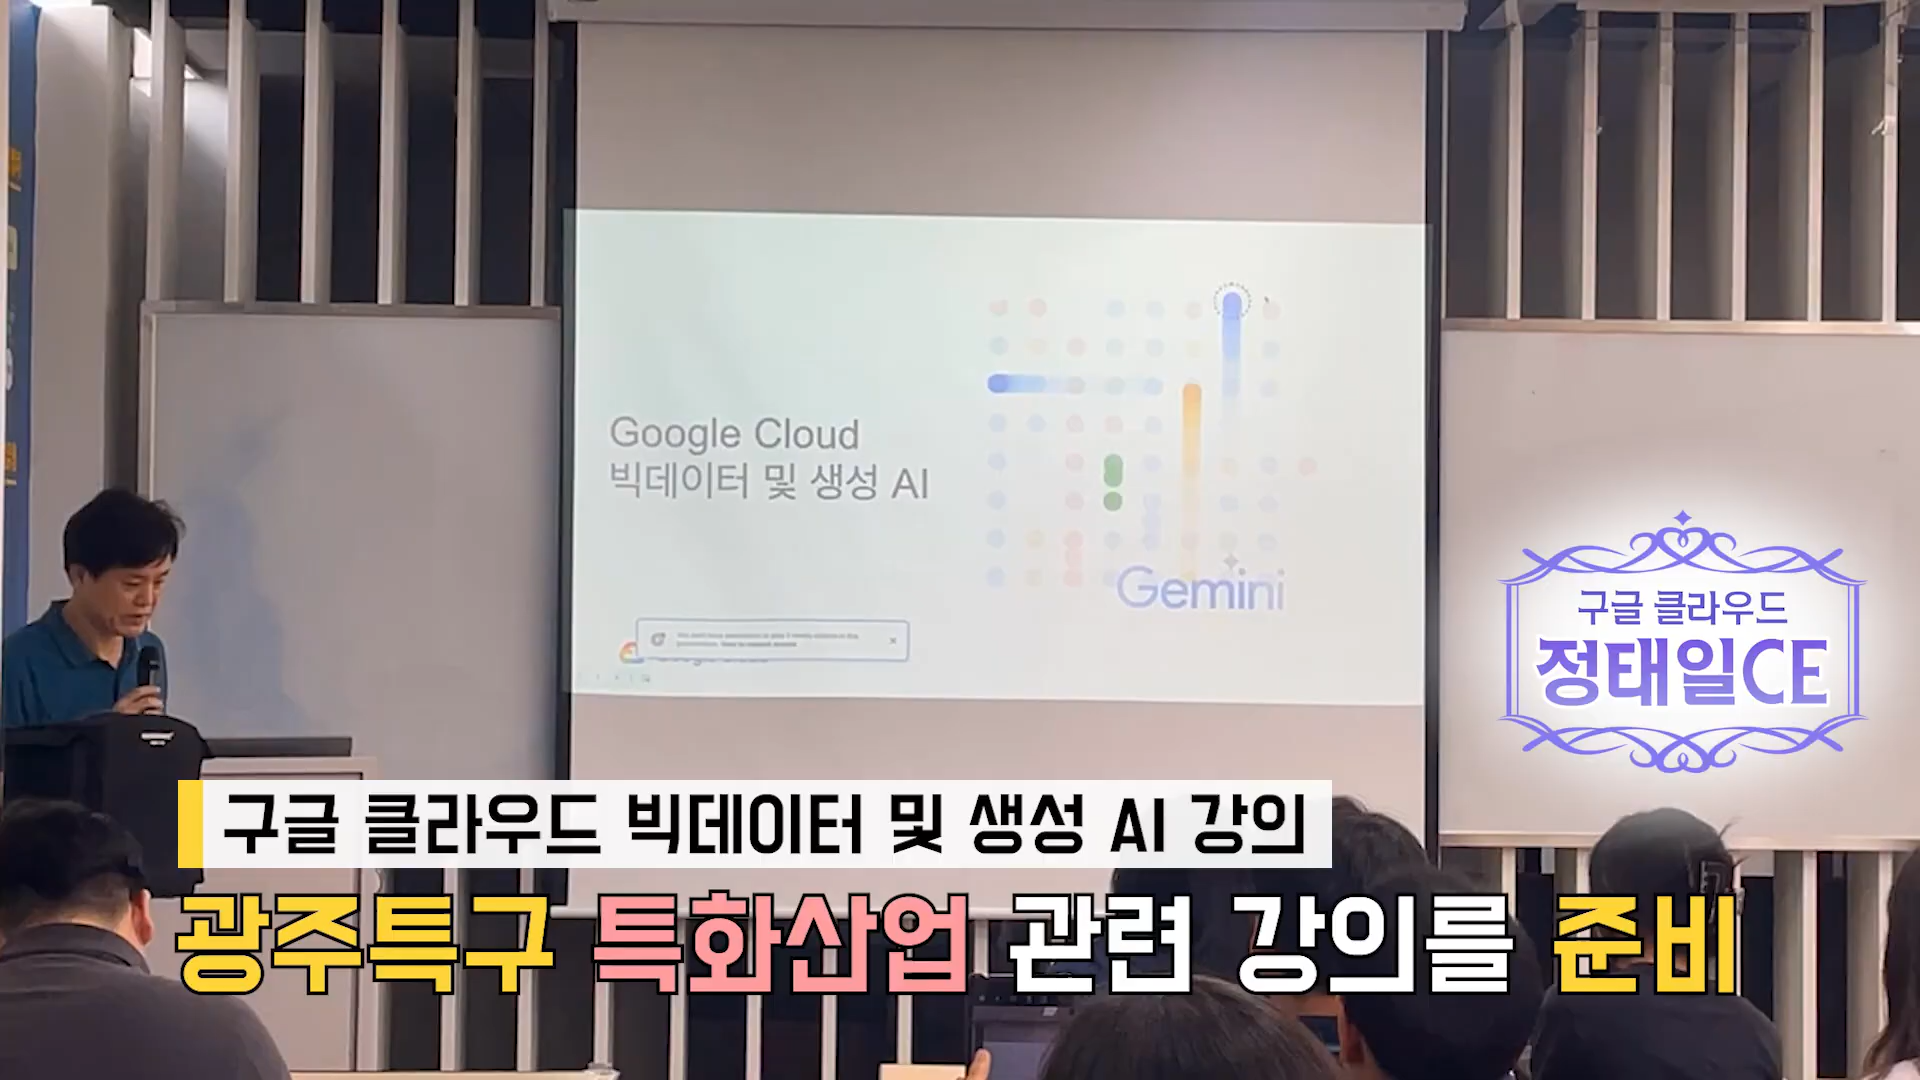 Google Cloud
빅데이터 및 생성 AI
Gemini
구글 클라우드
정태일CE
구글 클라우드 빅데이터 및 생성 AI 강의
광주특구 특화산업 관련 강의를 준비